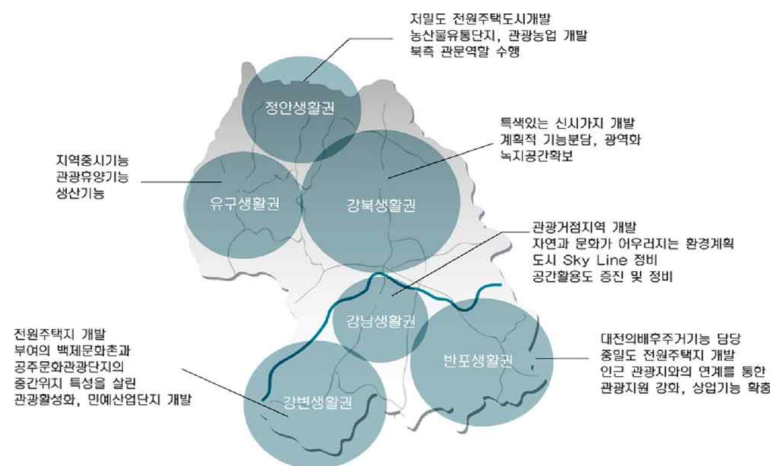 저밀도 전원주택도시개발
농산물유통단지, 관광농업 개발
북측 관문역할 수행
정안생활권
특색있는 신시가지 개발
계획적 기능분담, 광역화
녹지공간확보
지역중시기능
관광휴양기능
생산기능
유구생활권
강북생활권
관광거점지역 개발
자연과 문화가 어우러지는 환경계획
도시 Sky Line 정비
공간활용도 증진 및 정비
강남생활권
전원주택지 개발
부여의 백제문화촌과
공주문화관광단지의
중간위지 특성을 살린
관광활성화, 민예산업단지 개발
강변생활권
반포생활권
대전의배후주거기능 담당
중밀도 전원주택지 개발
인근 관광지와의 연계를 통한
관광지원 강화, 상업기능 확충